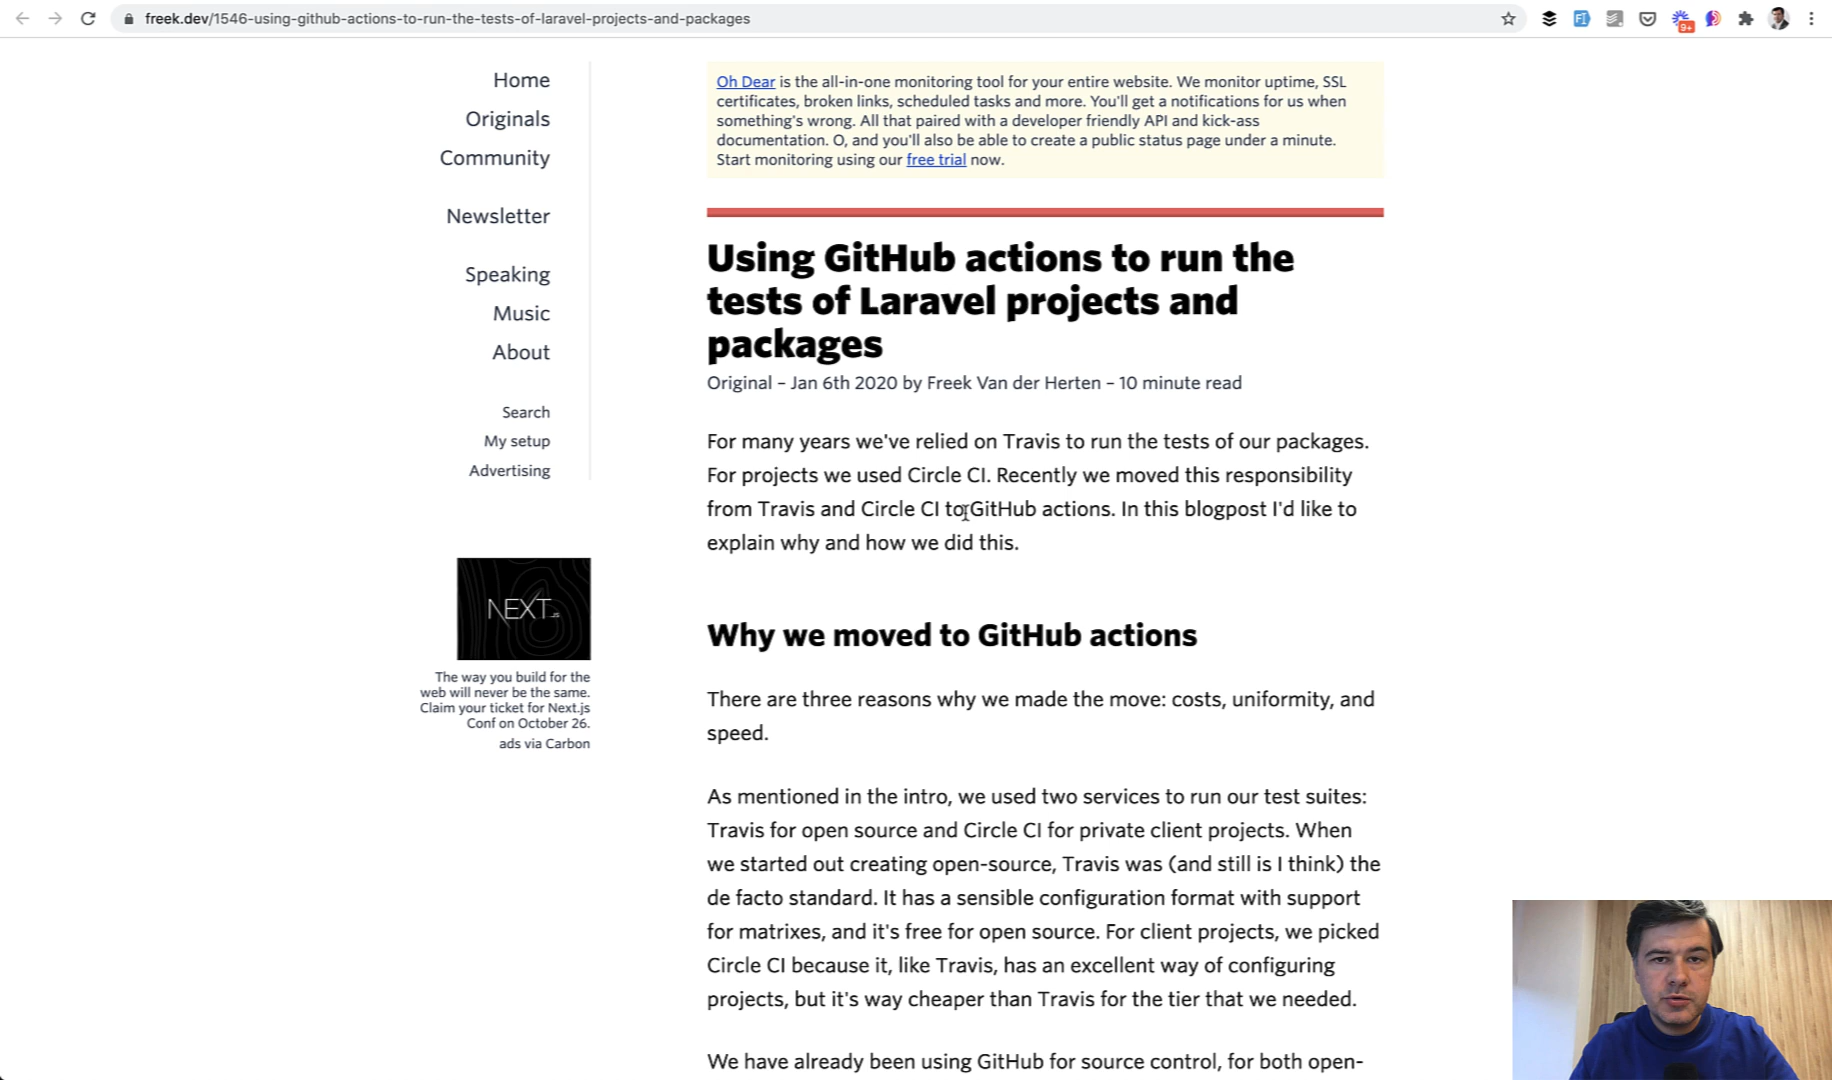 freek.dev/1546-using-github-actions-to-run-the-tests-of-laravel-projects-and-packages
9+
Home
Originals
Community
Newsletter
Speaking
Music
About
Search
My setup
Advertising
NEXT.JS
The way you build for the
web will never be the same.
Claim your ticket for Next.js
Conf on October 26.
ads via Carbon
Oh Dear is the all-in-one monitoring tool for your entire website. We monitor uptime, SSL
certificates, broken links, scheduled tasks and more. You'll get a notifications for us when
something's wrong. All that paired with a developer friendly API and kick-ass
documentation. O, and you'll also be able to create a public status page under a minute.
Start monitoring using our free trial now.
Using GitHub actions to run the
tests of Laravel projects and
packages
Original – Jan 6th 2020 by Freek Van der Herten – 10 minute read
For many years we've relied on Travis to run the tests of our packages.
For projects we used Circle CI. Recently we moved this responsibility
from Travis and Circle CI to GitHub actions. In this blogpost I'd like to
explain why and how we did this.
Why we moved to GitHub actions
There are three reasons why we made the move: costs, uniformity, and
speed.
As mentioned in the intro, we used two services to run our test suites:
Travis for open source and Circle CI for private client projects. When
we started out creating open-source, Travis was (and still is I think) the
de facto standard. It has a sensible configuration format with support
for matrixes, and it's free for open source. For client projects, we picked
Circle CI because it, like Travis, has an excellent way of configuring
projects, but it's way cheaper than Travis for the tier that we needed.
We have already been using GitHub for source control, for both open-